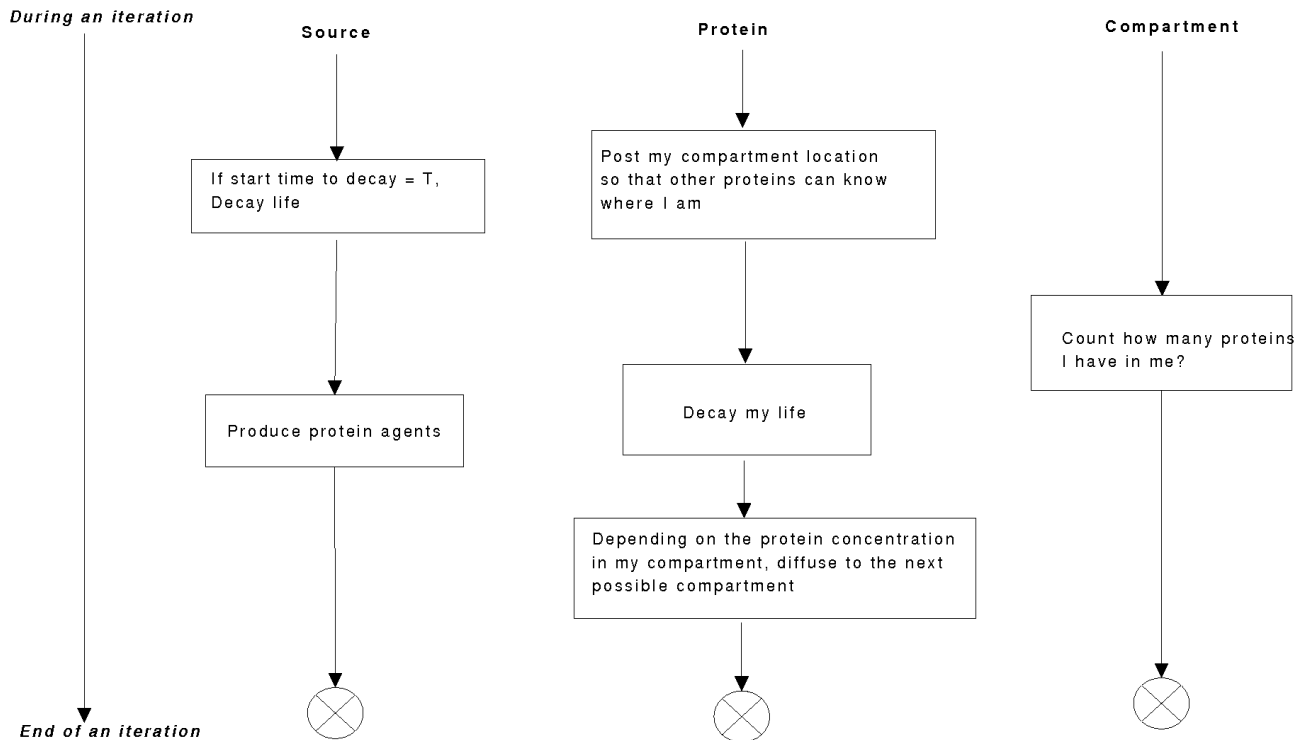 During an iteration
Source
Protein
Compartment
If start time to decay = T,
Decay life
Post my compartment location
so that other proteins can know
where I am
Count how many proteins
I have in me?
Produce protein agents
Decay my life
Depending on the protein concentration
in my compartment, diffuse to the next
possible compartment
End of an iteration